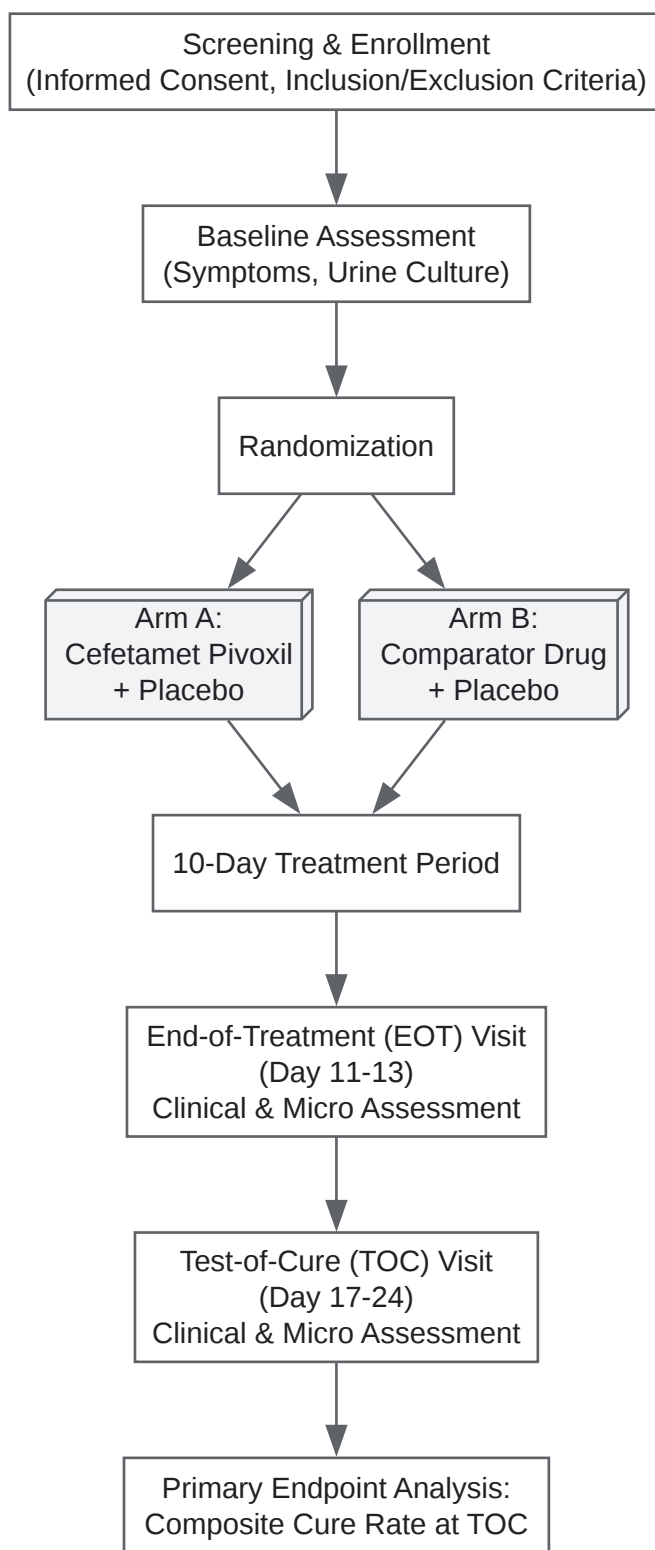 Screening & Enrollment
(Informed Consent, Inclusion/Exclusion Criteria)
Baseline Assessment
(Symptoms, Urine Culture)
Randomization
Arm A:
Cefetamet Pivoxil
+ Placebo
Arm B:
Comparator Drug
+ Placebo
10-Day Treatment Period
End-of-Treatment (EOT) Visit
(Day 11-13)
Clinical & Micro Assessment
Test-of-Cure (TOC) Visit
(Day 17-24)
Clinical & Micro Assessment
Primary Endpoint Analysis:
Composite Cure Rate at TOC